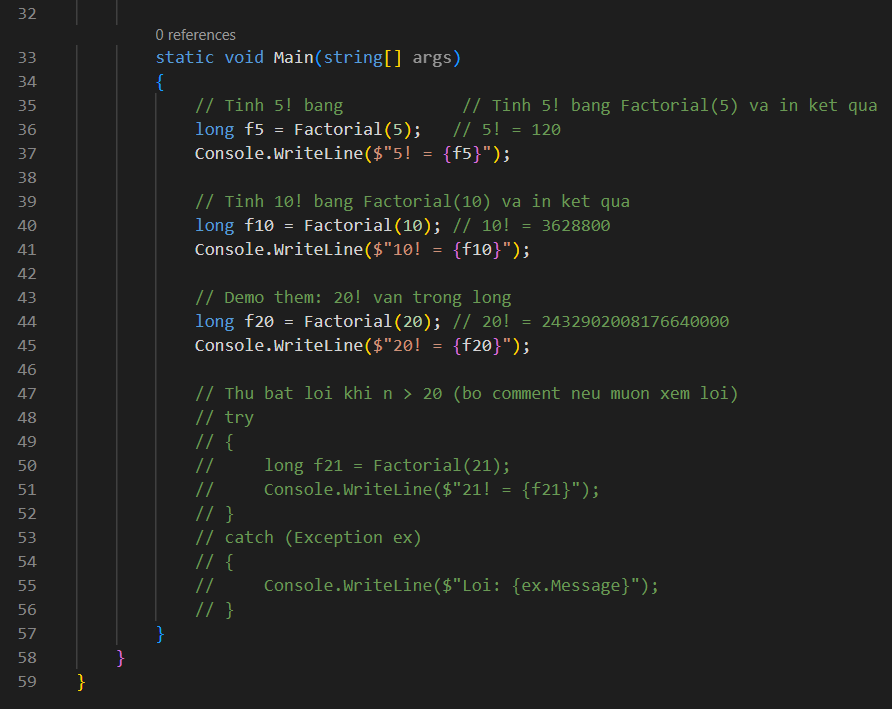 32
0 references
33 static void Main(string[] args)
34 {
35 // Tinh 5! bang // Tinh 5! bang Factorial(5) va in ket qua
36 long f5 = Factorial(5); // 5! = 120
37 Console.WriteLine($"5! = {f5}");
38
39 // Tinh 10! bang Factorial(10) va in ket qua
40 long f10 = Factorial(10); // 10! = 3628800
41 Console.WriteLine($"10! = {f10}");
42
43 // Demo them: 20! van trong long
44 long f20 = Factorial(20); // 20! = 2432902008176640000
45 Console.WriteLine($"20! = {f20}");
46
47 // Thu bat loi khi n > 20 (bo comment neu muon xem loi)
48 // try
49 // {
50 //     long f21 = Factorial(21);
51 //     Console.WriteLine($"21! = {f21}");
52 // }
53 // catch (Exception ex)
54 // {
55 //     Console.WriteLine($"Loi: {ex.Message}");
56 // }
57 }
58 }
59 }